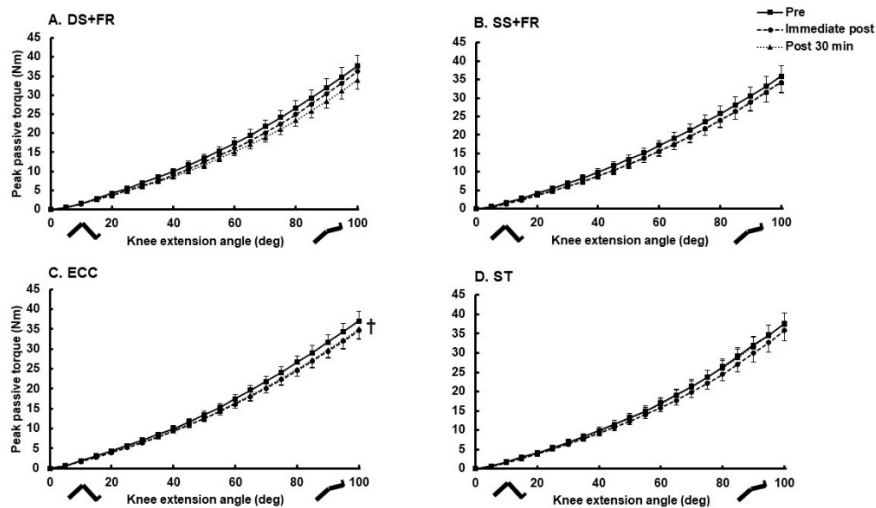 A. DS+FR
B. SS+FR
Pre
Immediate post
Post 30 min
Peak passive torque (Nm)
45
40
35
30
25
20
15
10
5
0
0 20 40 60 80 100
Knee extension angle (deg)
45
40
35
30
25
20
15
10
5
0
0 20 40 60 80 100
Knee extension angle (deg)
C. ECC
D. ST
Peak passive torque (Nm)
45
40
35
30
25
20
15
10
5
0
†
0 20 40 60 80 100
Knee extension angle (deg)
45
40
35
30
25
20
15
10
5
0
0 20 40 60 80 100
Knee extension angle (deg)